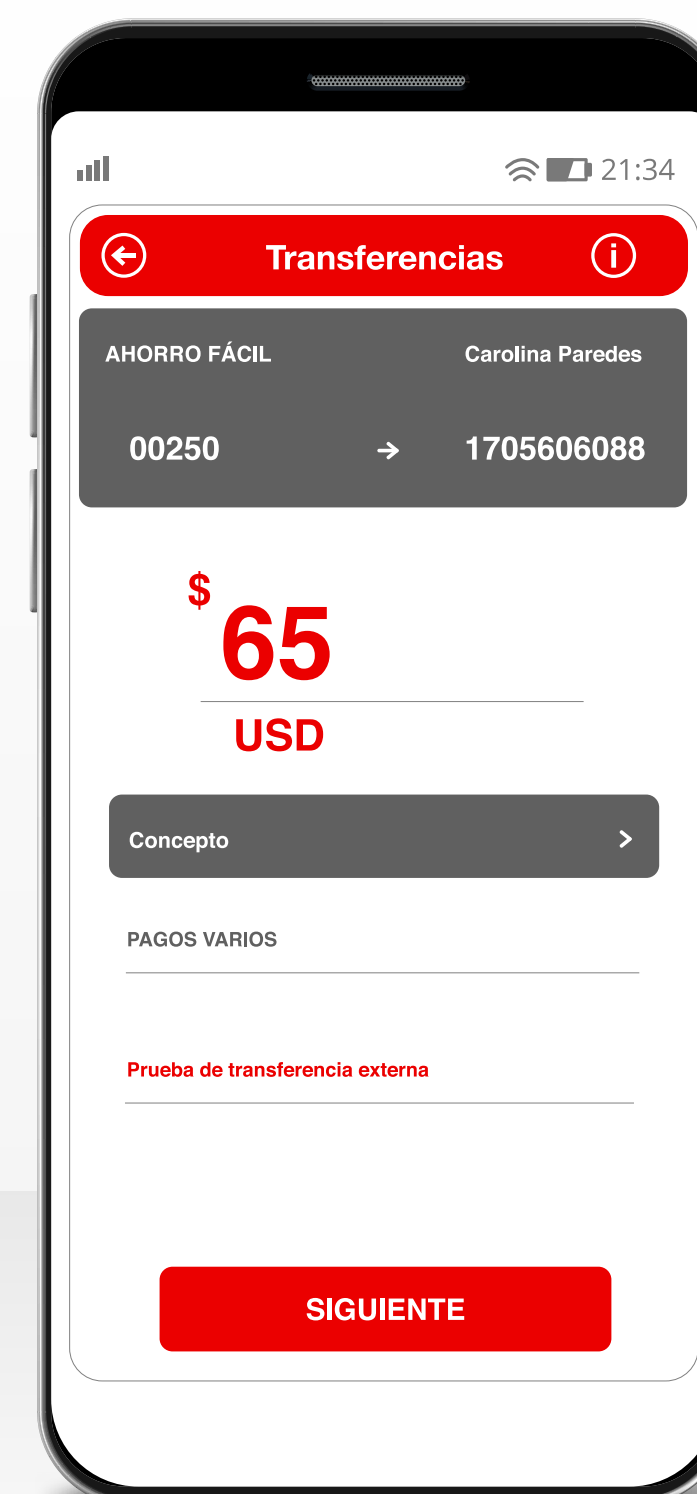 21:34
Transferencias
AHORRO FÁCIL Carolina Paredes
00250 → 1705606088
$ 65
USD
Concepto >
PAGOS VARIOS
Prueba de transferencia externa
SIGUIENTE